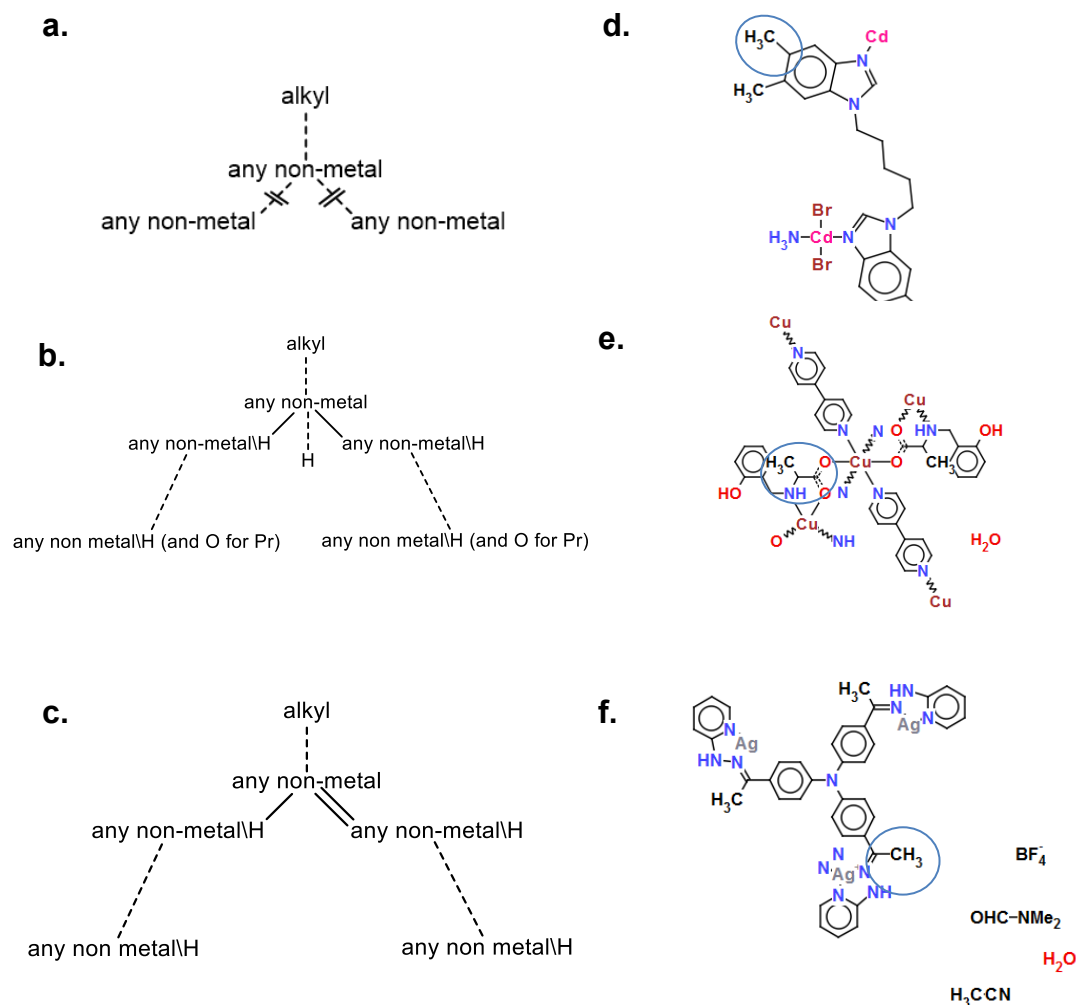 a.
alkyl
any non-metal
any non-metal
any non-metal
b.
alkyl
any non-metal
any non-metal\H
any non-metal\H
H
any non metal\H (and O for Pr)
any non metal\H (and O for Pr)
c.
alkyl
any non-metal
any non-metal\H
any non-metal\H
any non metal\H
any non metal\H
d.
H3C
Cd
N
H3C
N
Br
N
H3N
Cd
N
Br
e.
Cu
N
Cu
N
N
O
HN
OH
H3C
O
Cu
O
CH3
HO
NH
O
N
N
Cu
O
NH
H2O
N
Cu
f.
H3C
HN
N
N
Ag
N
Ag
HN
N
N
H3C
N
CH3
N
Ag+
N
N
NH
BF4-
OHC-NMe2
H2O
H3C·CN